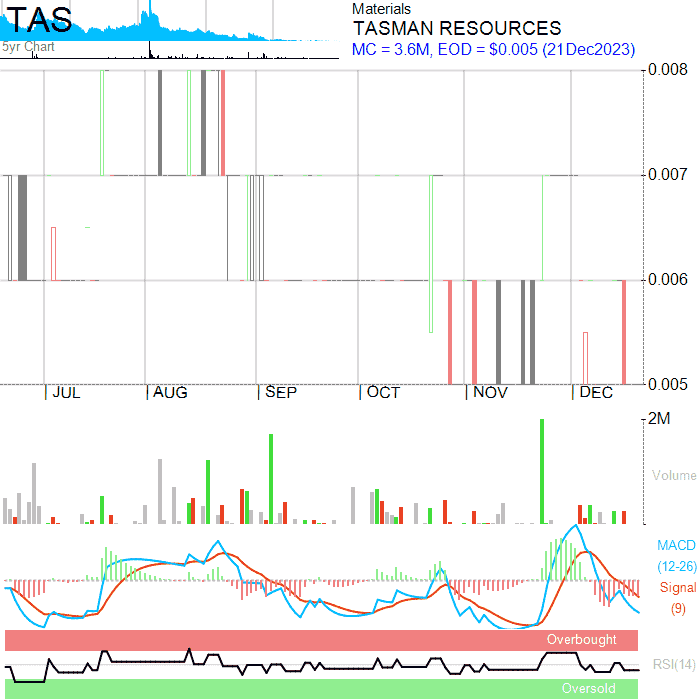 TAS
5yr Chart
Materials
TASMAN RESOURCES
MC = 3.6M, EOD = $0.005 (21Dec2023)
0.008
0.007
0.006
0.005
JUL AUG SEP OCT NOV DEC
2M
Volume
MACD
(12-26)
Signal
(9)
Overbought
RSI(14)
Oversold